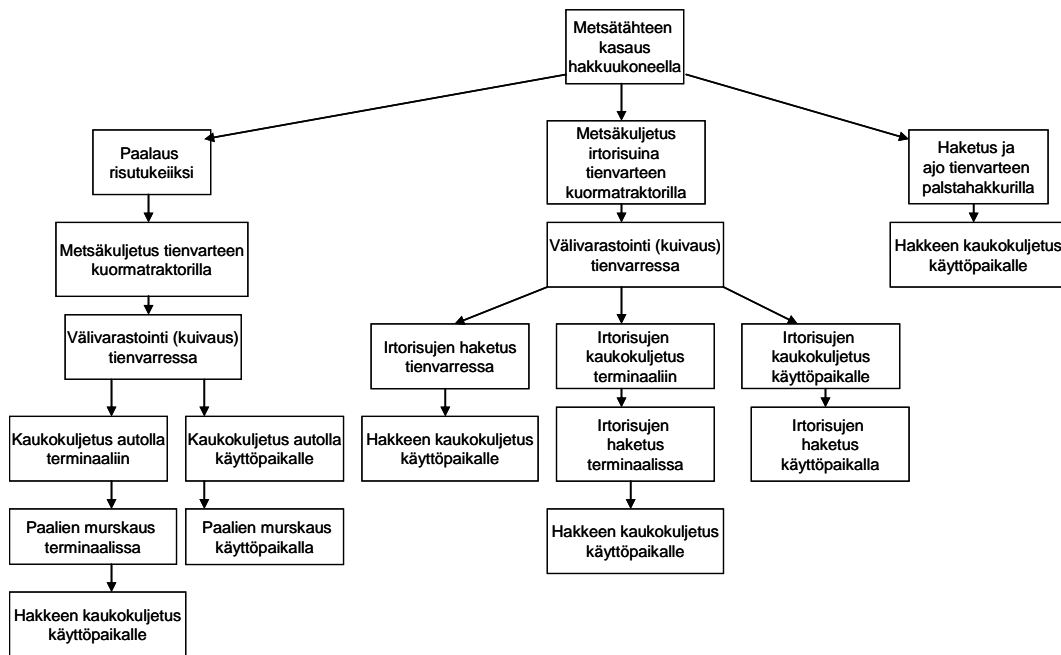 Metsätähteen
kasaus
hakkuukoneella
Paalaus
risutukeiiksi
Metsäkuljetus
irtorisuina
tienvarteen
kuormatraktorilla
Haketus ja
ajo tienvarteen
palstahakkurilla
Metsäkuljetus tienvarteen
kuormatraktorilla
Välivarastointi (kuivaus)
tienvarressa
Hakkeen kaukokuljetus
käyttöpaikalle
Välivarastointi (kuivaus)
tienvarressa
Irtorisujen haketus
tienvarressa
Irtorisujen
kaukokuljetus
terminaaliin
Irtorisujen
kaukokuljetus
käyttöpaikalle
Kaukokuljetus autolla
terminaaliin
Kaukokuljetus autolla
käyttöpaikalle
Hakkeen kaukokuljetus
käyttöpaikalle
Irtorisujen
haketus
terminaalissa
Irtorisujen
haketus
käyttöpaikalla
Paalien murskaus
terminaalissa
Paalien murskaus
käyttöpaikalla
Hakkeen kaukokuljetus
käyttöpaikalle
Hakkeen kaukokuljetus
käyttöpaikalle